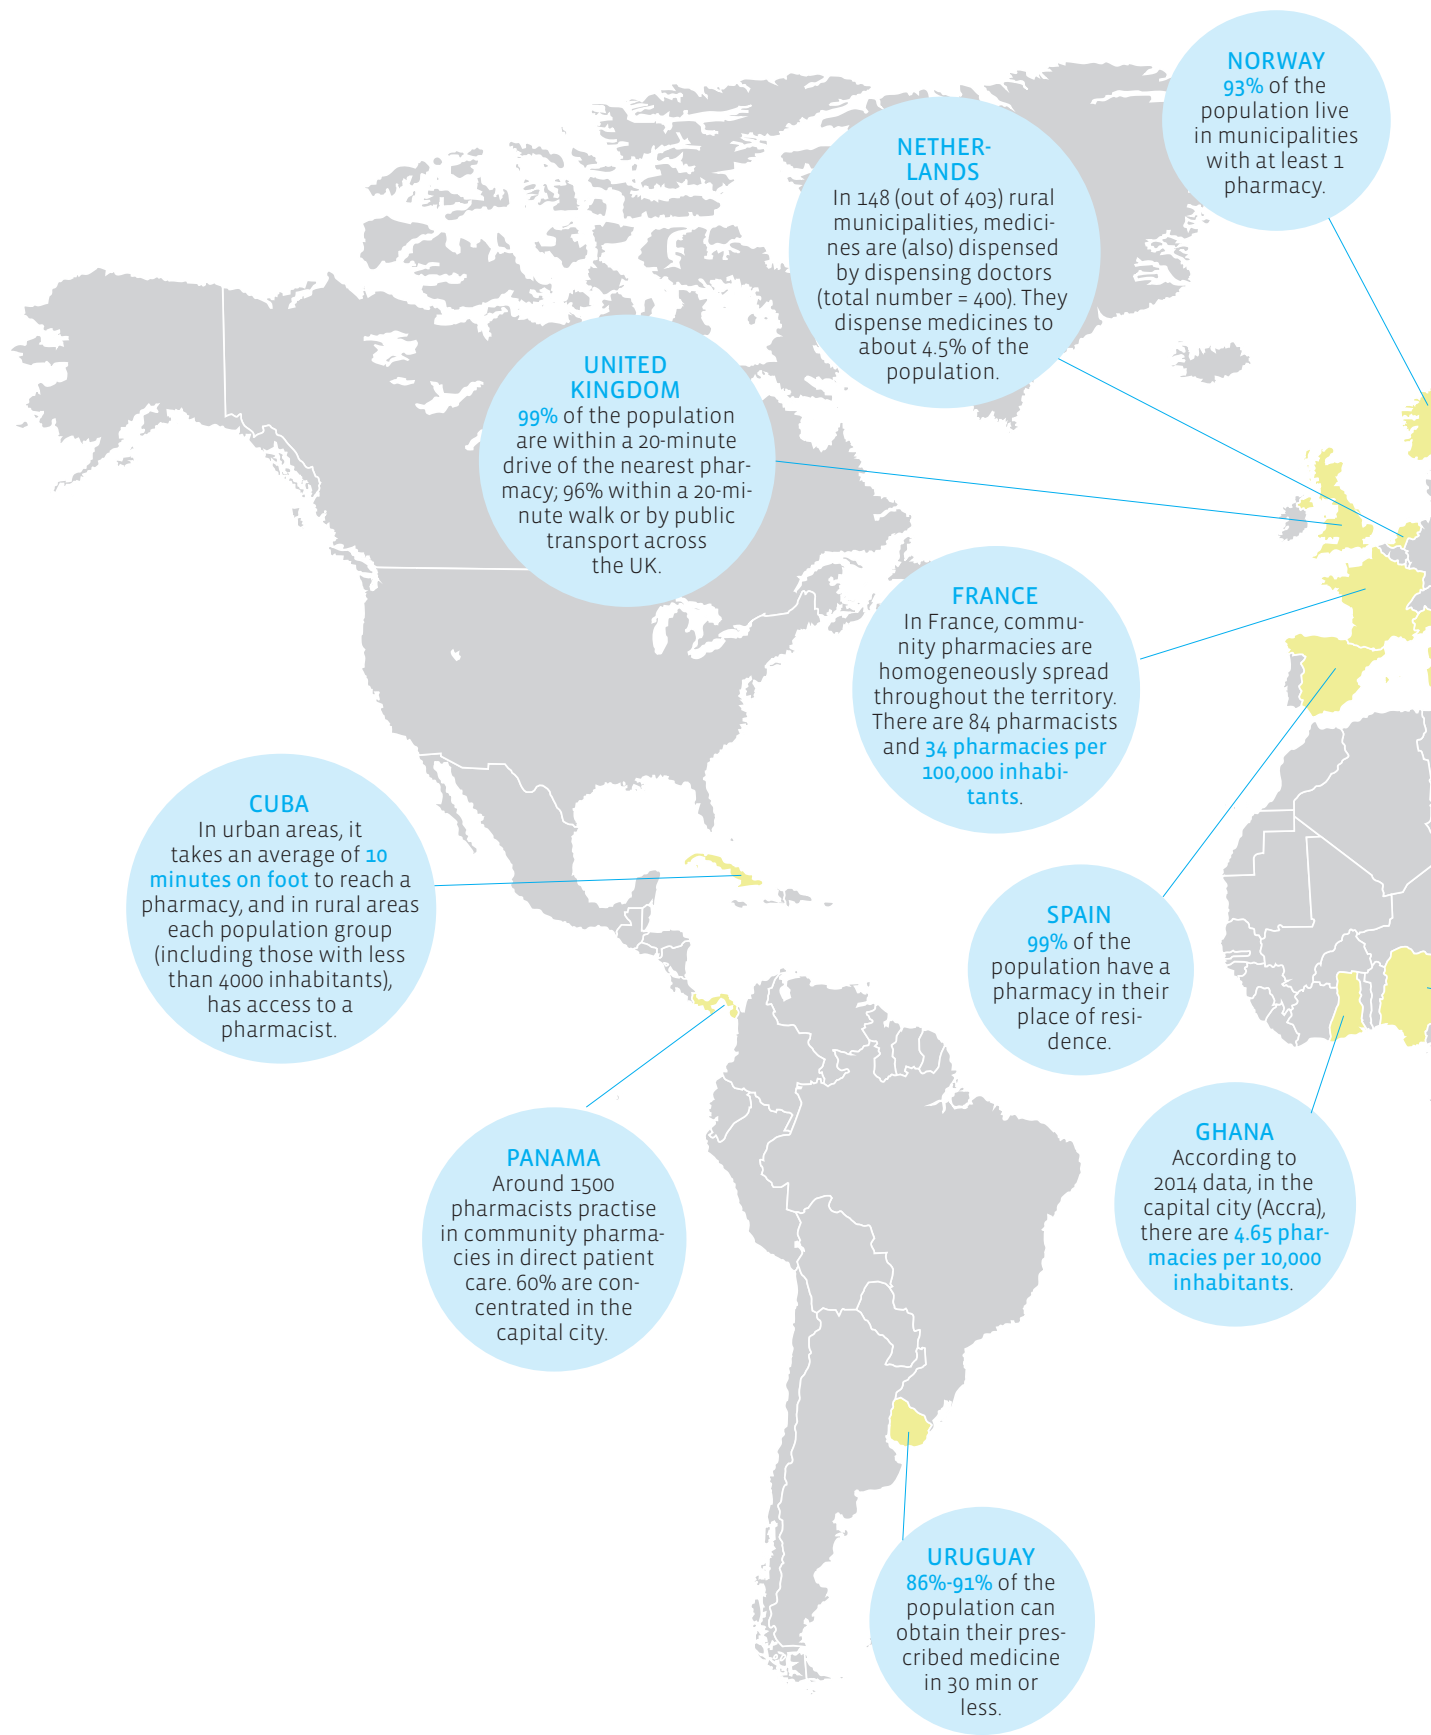 NORWAY
93% of the
population live
in municipalities
with at least 1
pharmacy.
NETHER-
LANDS
In 148 (out of 403) rural
municipalities, medici-
nes are (also) dispensed
by dispensing doctors
(total number = 400). They
dispense medicines to
about 4.5% of the
population.
UNITED
KINGDOM
99% of the population
are within a 20-minute
drive of the nearest phar-
macy; 96% within a 20-mi-
nute walk or by public
transport across
the UK.
FRANCE
In France, commu-
nity pharmacies are
homogeneously spread
throughout the territory.
There are 84 pharmacists
and 34 pharmacies per
100,000 inhabi-
tants.
CUBA
In urban areas, it
takes an average of 10
minutes on foot to reach a
pharmacy, and in rural areas
each population group
(including those with less
than 4000 inhabitants),
has access to a
pharmacist.
SPAIN
99% of the
population have a
pharmacy in their
place of resi-
dence.
PANAMA
Around 1500
pharmacists practise
in community pharma-
cies in direct patient
care. 60% are con-
centrated in the
capital city.
GHANA
According to
2014 data, in the
capital city (Accra),
there are 4.65 phar-
macies per 10,000
inhabitants.
URUGUAY
86%-91% of the
population can
obtain their pres-
cribed medicine
in 30 min or
less.